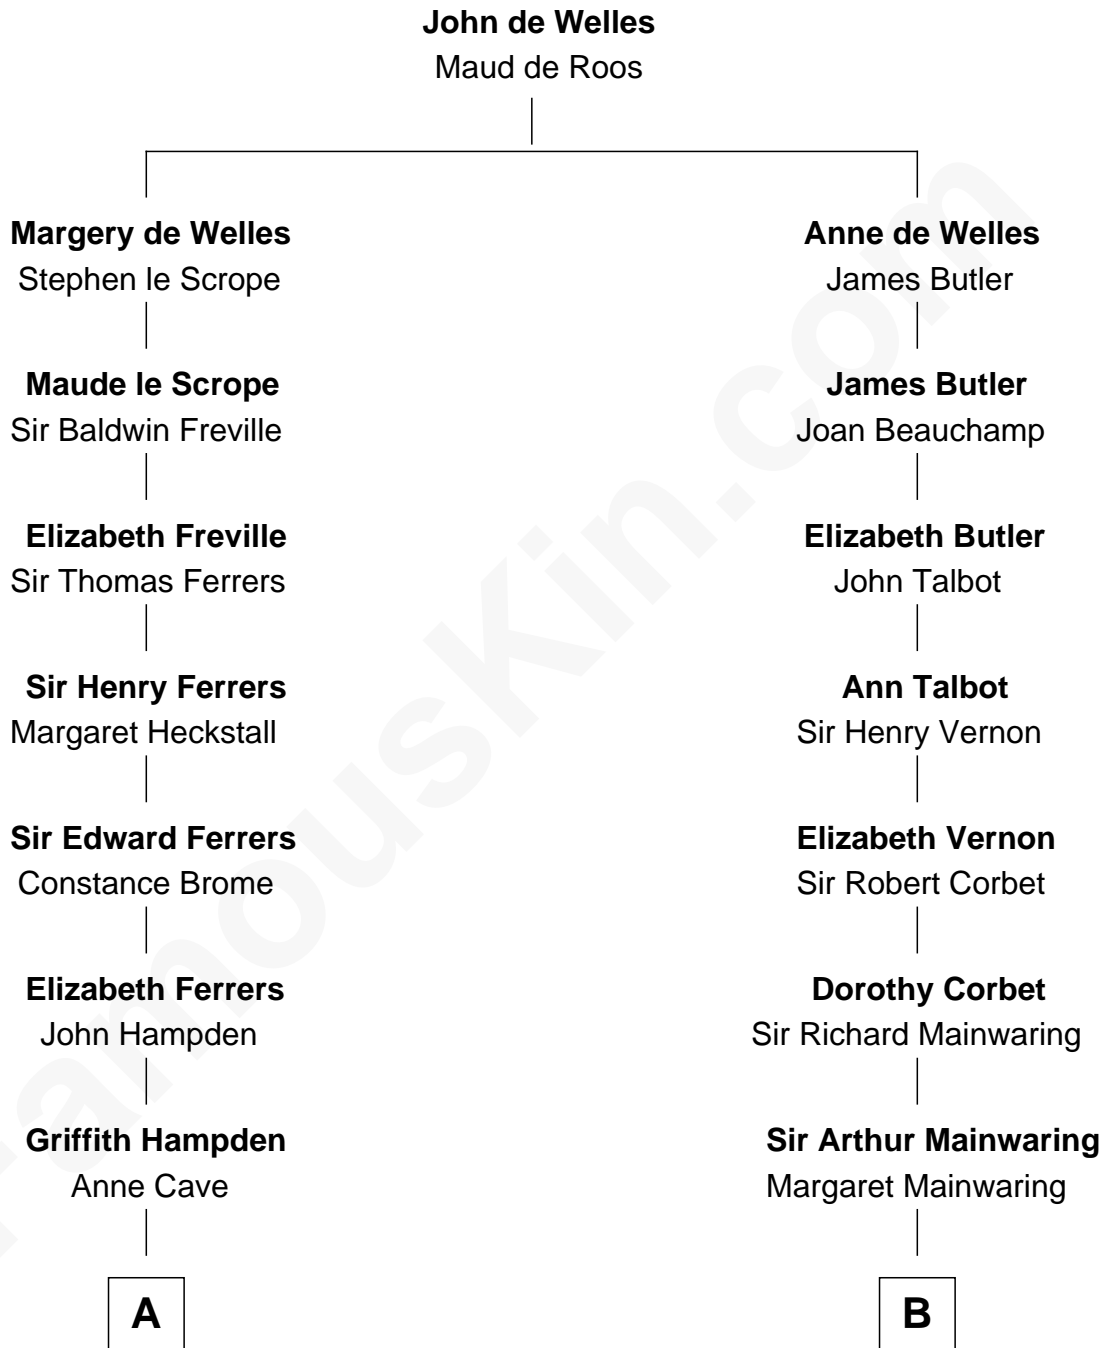 John de Welles
Maud de Roos
Margery de Welles
Stephen le Scrope
Anne de Welles
James Butler
Maude le Scrope
Sir Baldwin Freville
James Butler
Joan Beauchamp
Elizabeth Freville
Sir Thomas Ferrers
Elizabeth Butler
John Talbot
Sir Henry Ferrers
Margaret Heckstall
Ann Talbot
Sir Henry Vernon
Sir Edward Ferrers
Constance Brome
Elizabeth Vernon
Sir Robert Corbet
Elizabeth Ferrers
John Hampden
Dorothy Corbet
Sir Richard Mainwaring
Griffith Hampden
Anne Cave
Sir Arthur Mainwaring
Margaret Mainwaring
A
B
FamousKin.com